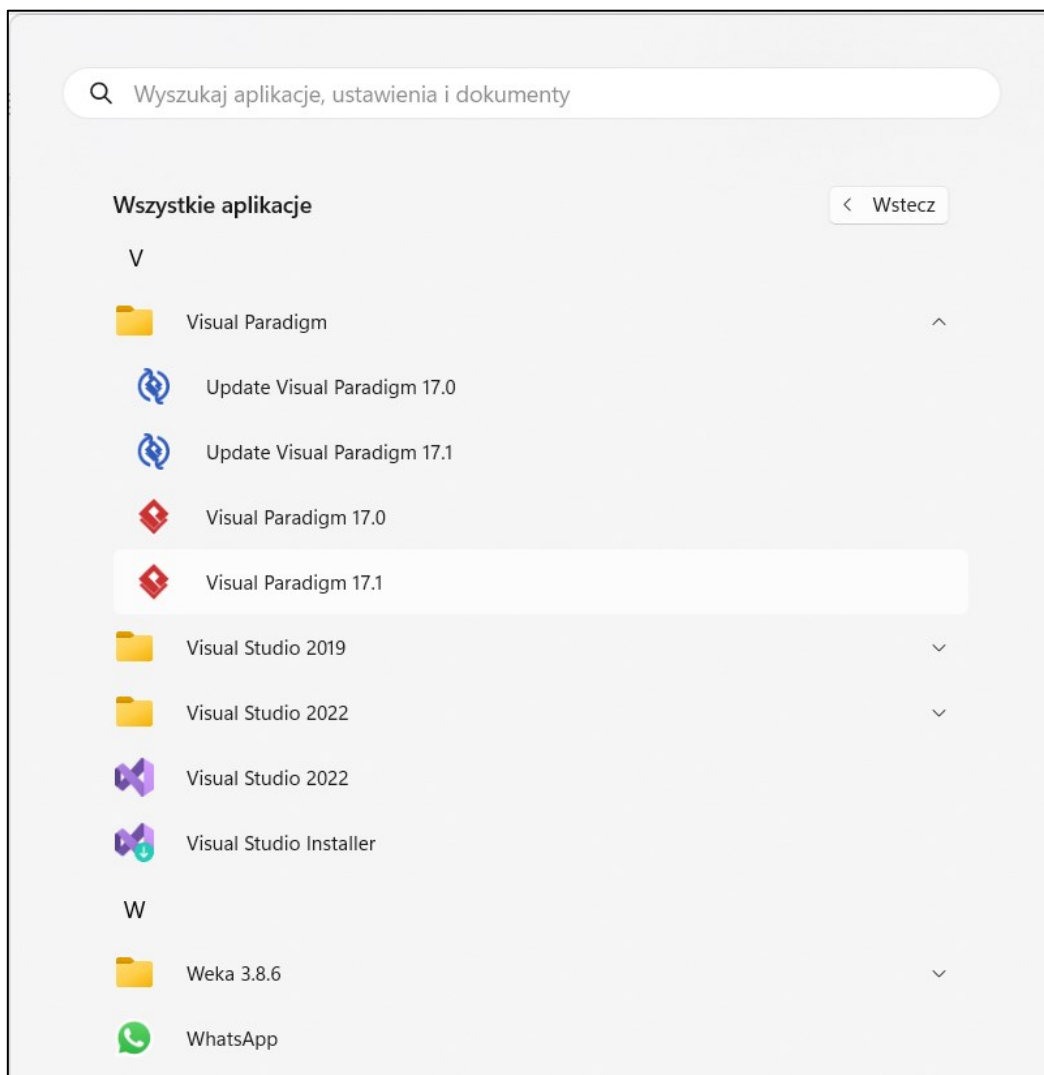 Wyszukaj aplikacje, ustawienia i dokumenty
Wszystkie aplikacje
Wstecz
V
Visual Paradigm
Update Visual Paradigm 17.0
Update Visual Paradigm 17.1
Visual Paradigm 17.0
Visual Paradigm 17.1
Visual Studio 2019
Visual Studio 2022
Visual Studio 2022
Visual Studio Installer
W
Weka 3.8.6
WhatsApp